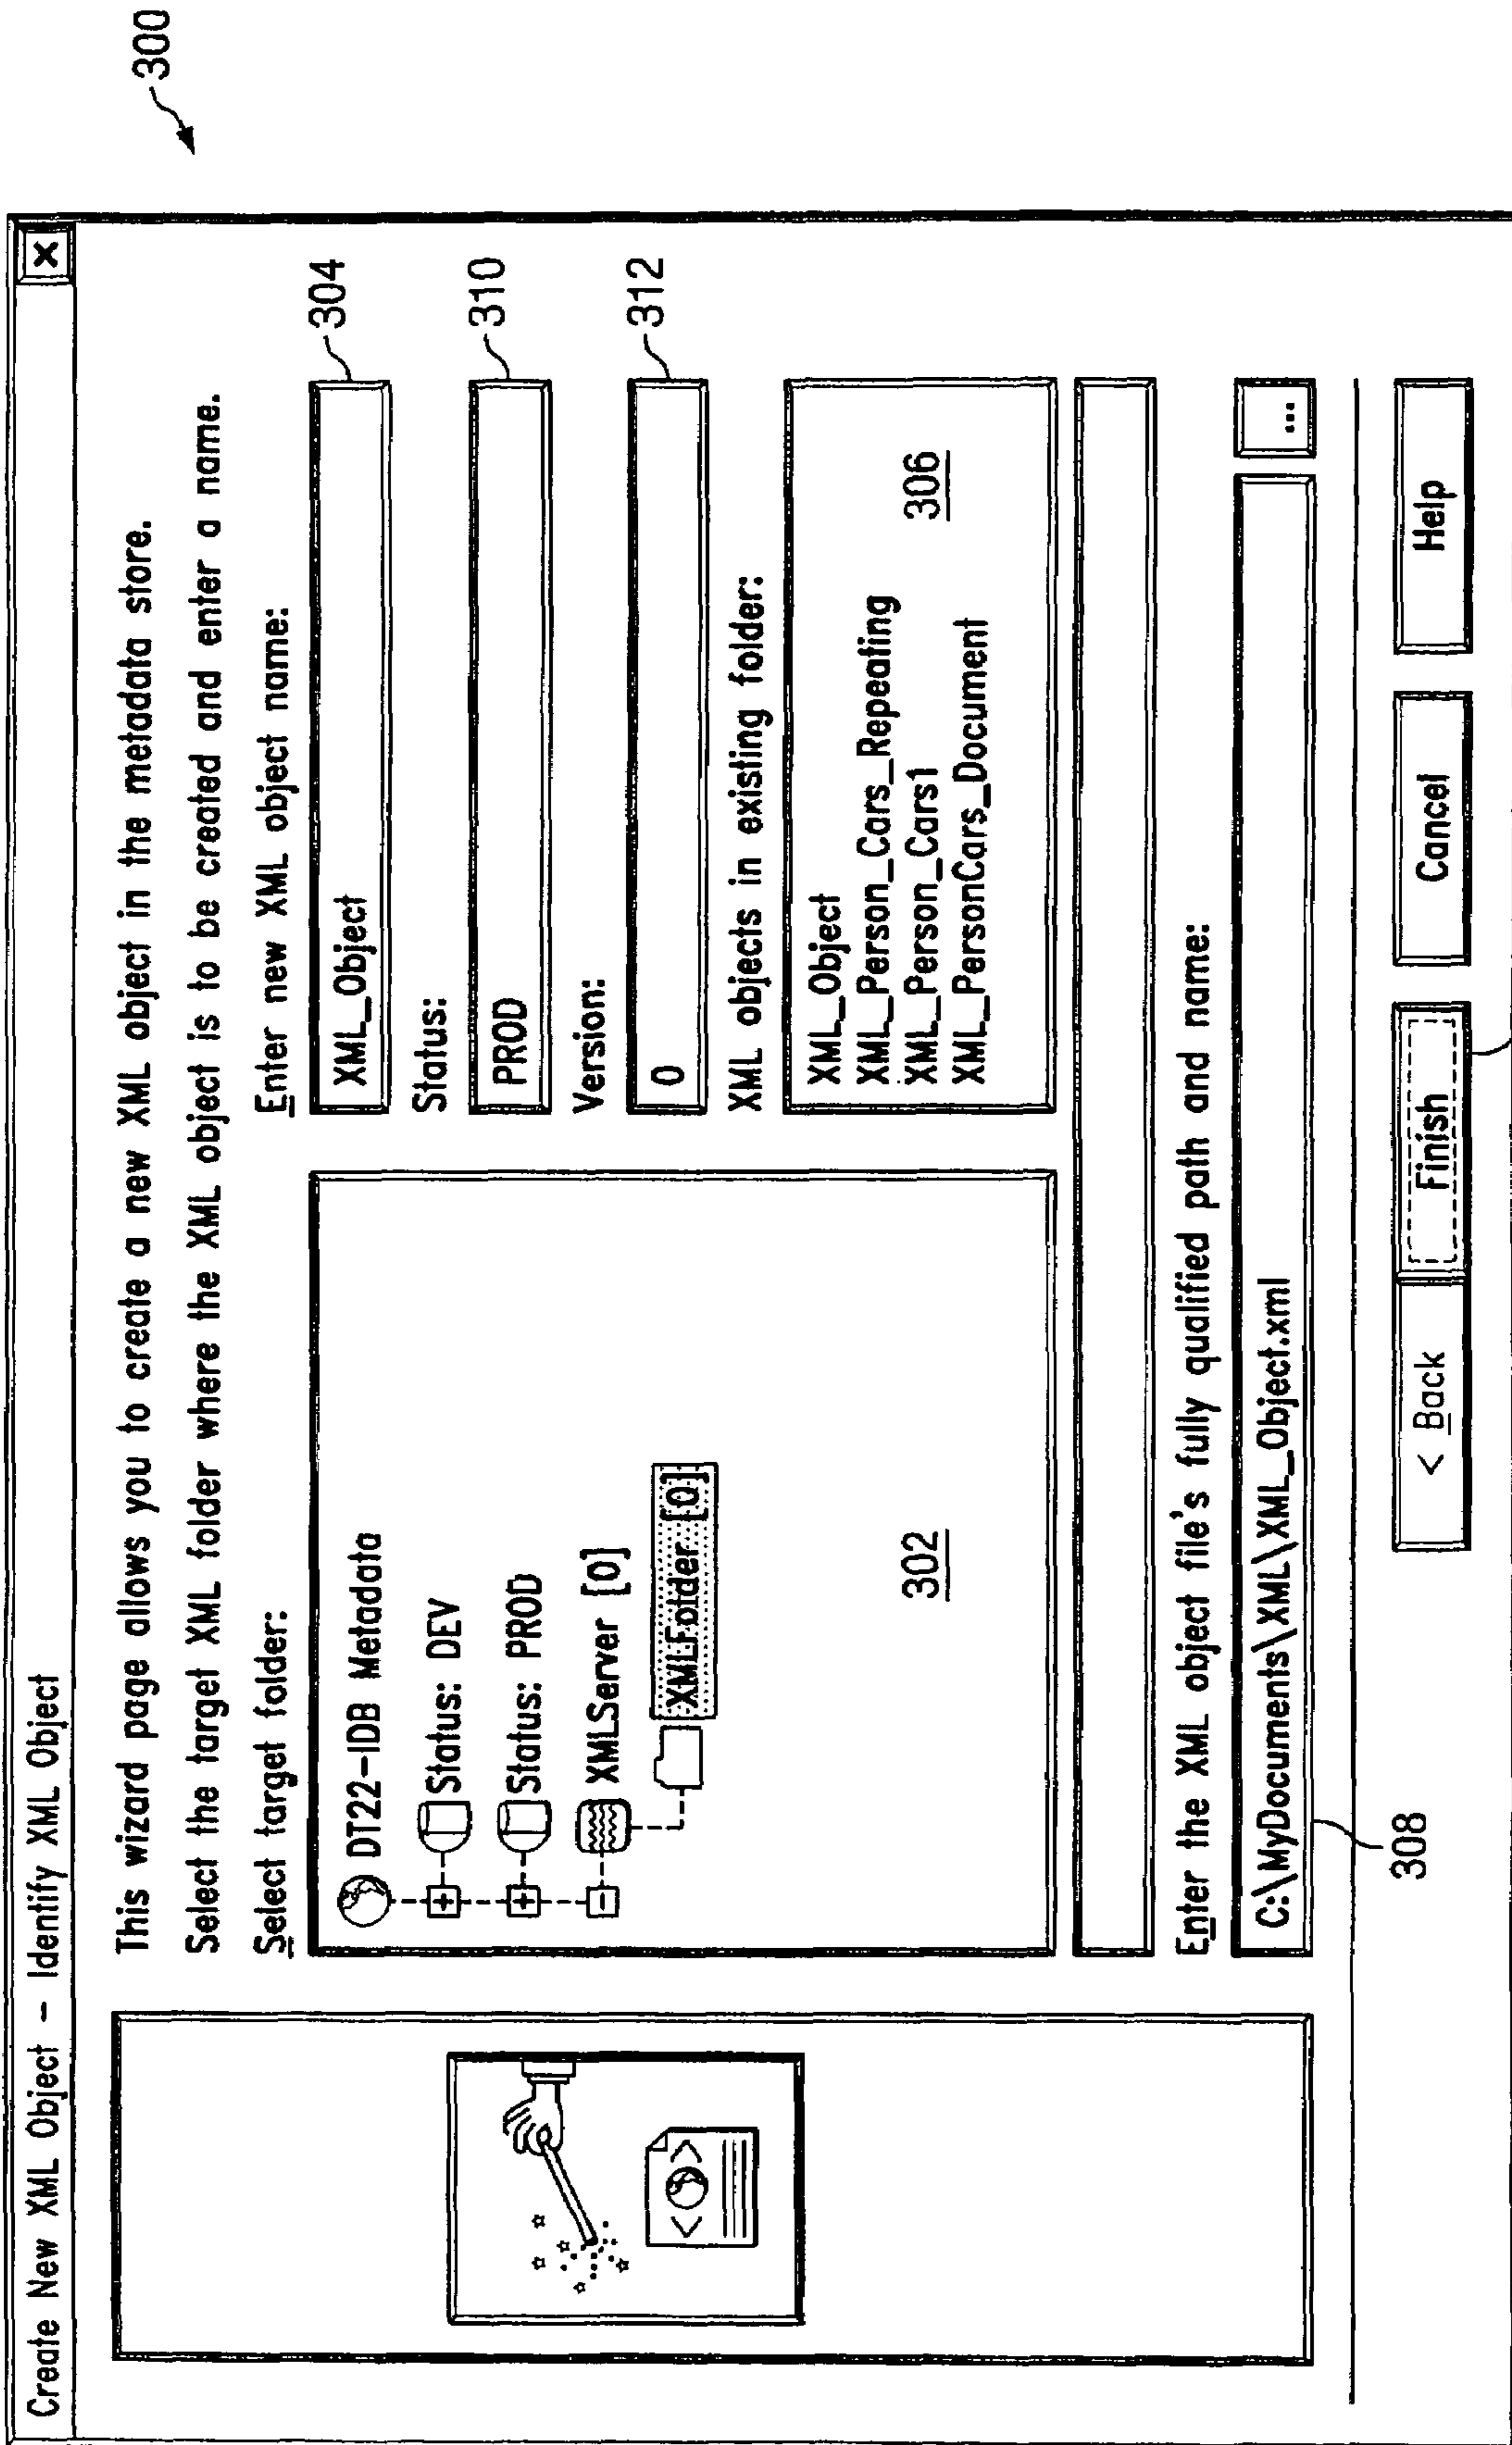 Create New XML Object – Identify XML Object
X
300
This wizard page allows you to create a new XML object in the metadata store.
Select the target XML folder where the XML object is to be created and enter a name.
Select target folder:
DT22–IDB Metadata
+ Status: DEV
+ Status: PROD
- XMLServer [0]
XMLFolder [0]
302
Enter new XML object name:
XML_Object
304
Status:
PROD
310
Version:
0
312
XML objects in existing folder:
XML_Object
XML_Person_Cars_Repeating
XML_Person_Cars1
XML_PersonCars_Document
306
Enter the XML object file's fully qualified path and name:
C:\MyDocuments\XML\XML_Object.xml
...
308
< Back
Finish
Cancel
Help